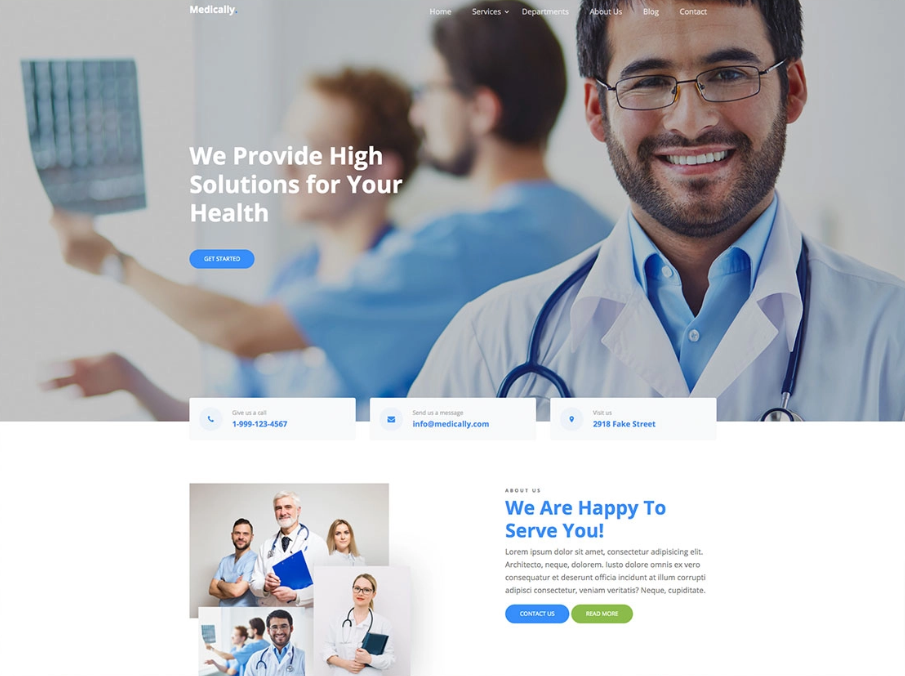 Medically.
Home Services Departments About Us Blog Contact
We Provide High
Solutions for Your
Health
GET STARTED
Give us a call
1-999-123-4567
Send us a message
info@medically.com
Visit us
2918 Fake Street
ABOUT US
We Are Happy To
Serve You!
Lorem ipsum dolor sit amet, consectetur adipisicing elit.
Architecto, neque, dolorem. Iusto dolore omnis ex vero
consequatur et deserunt officia incidunt at illum corrupti
adipisci consectetur, veniam veritatis? Neque, cupiditate.
CONTACT US READ MORE